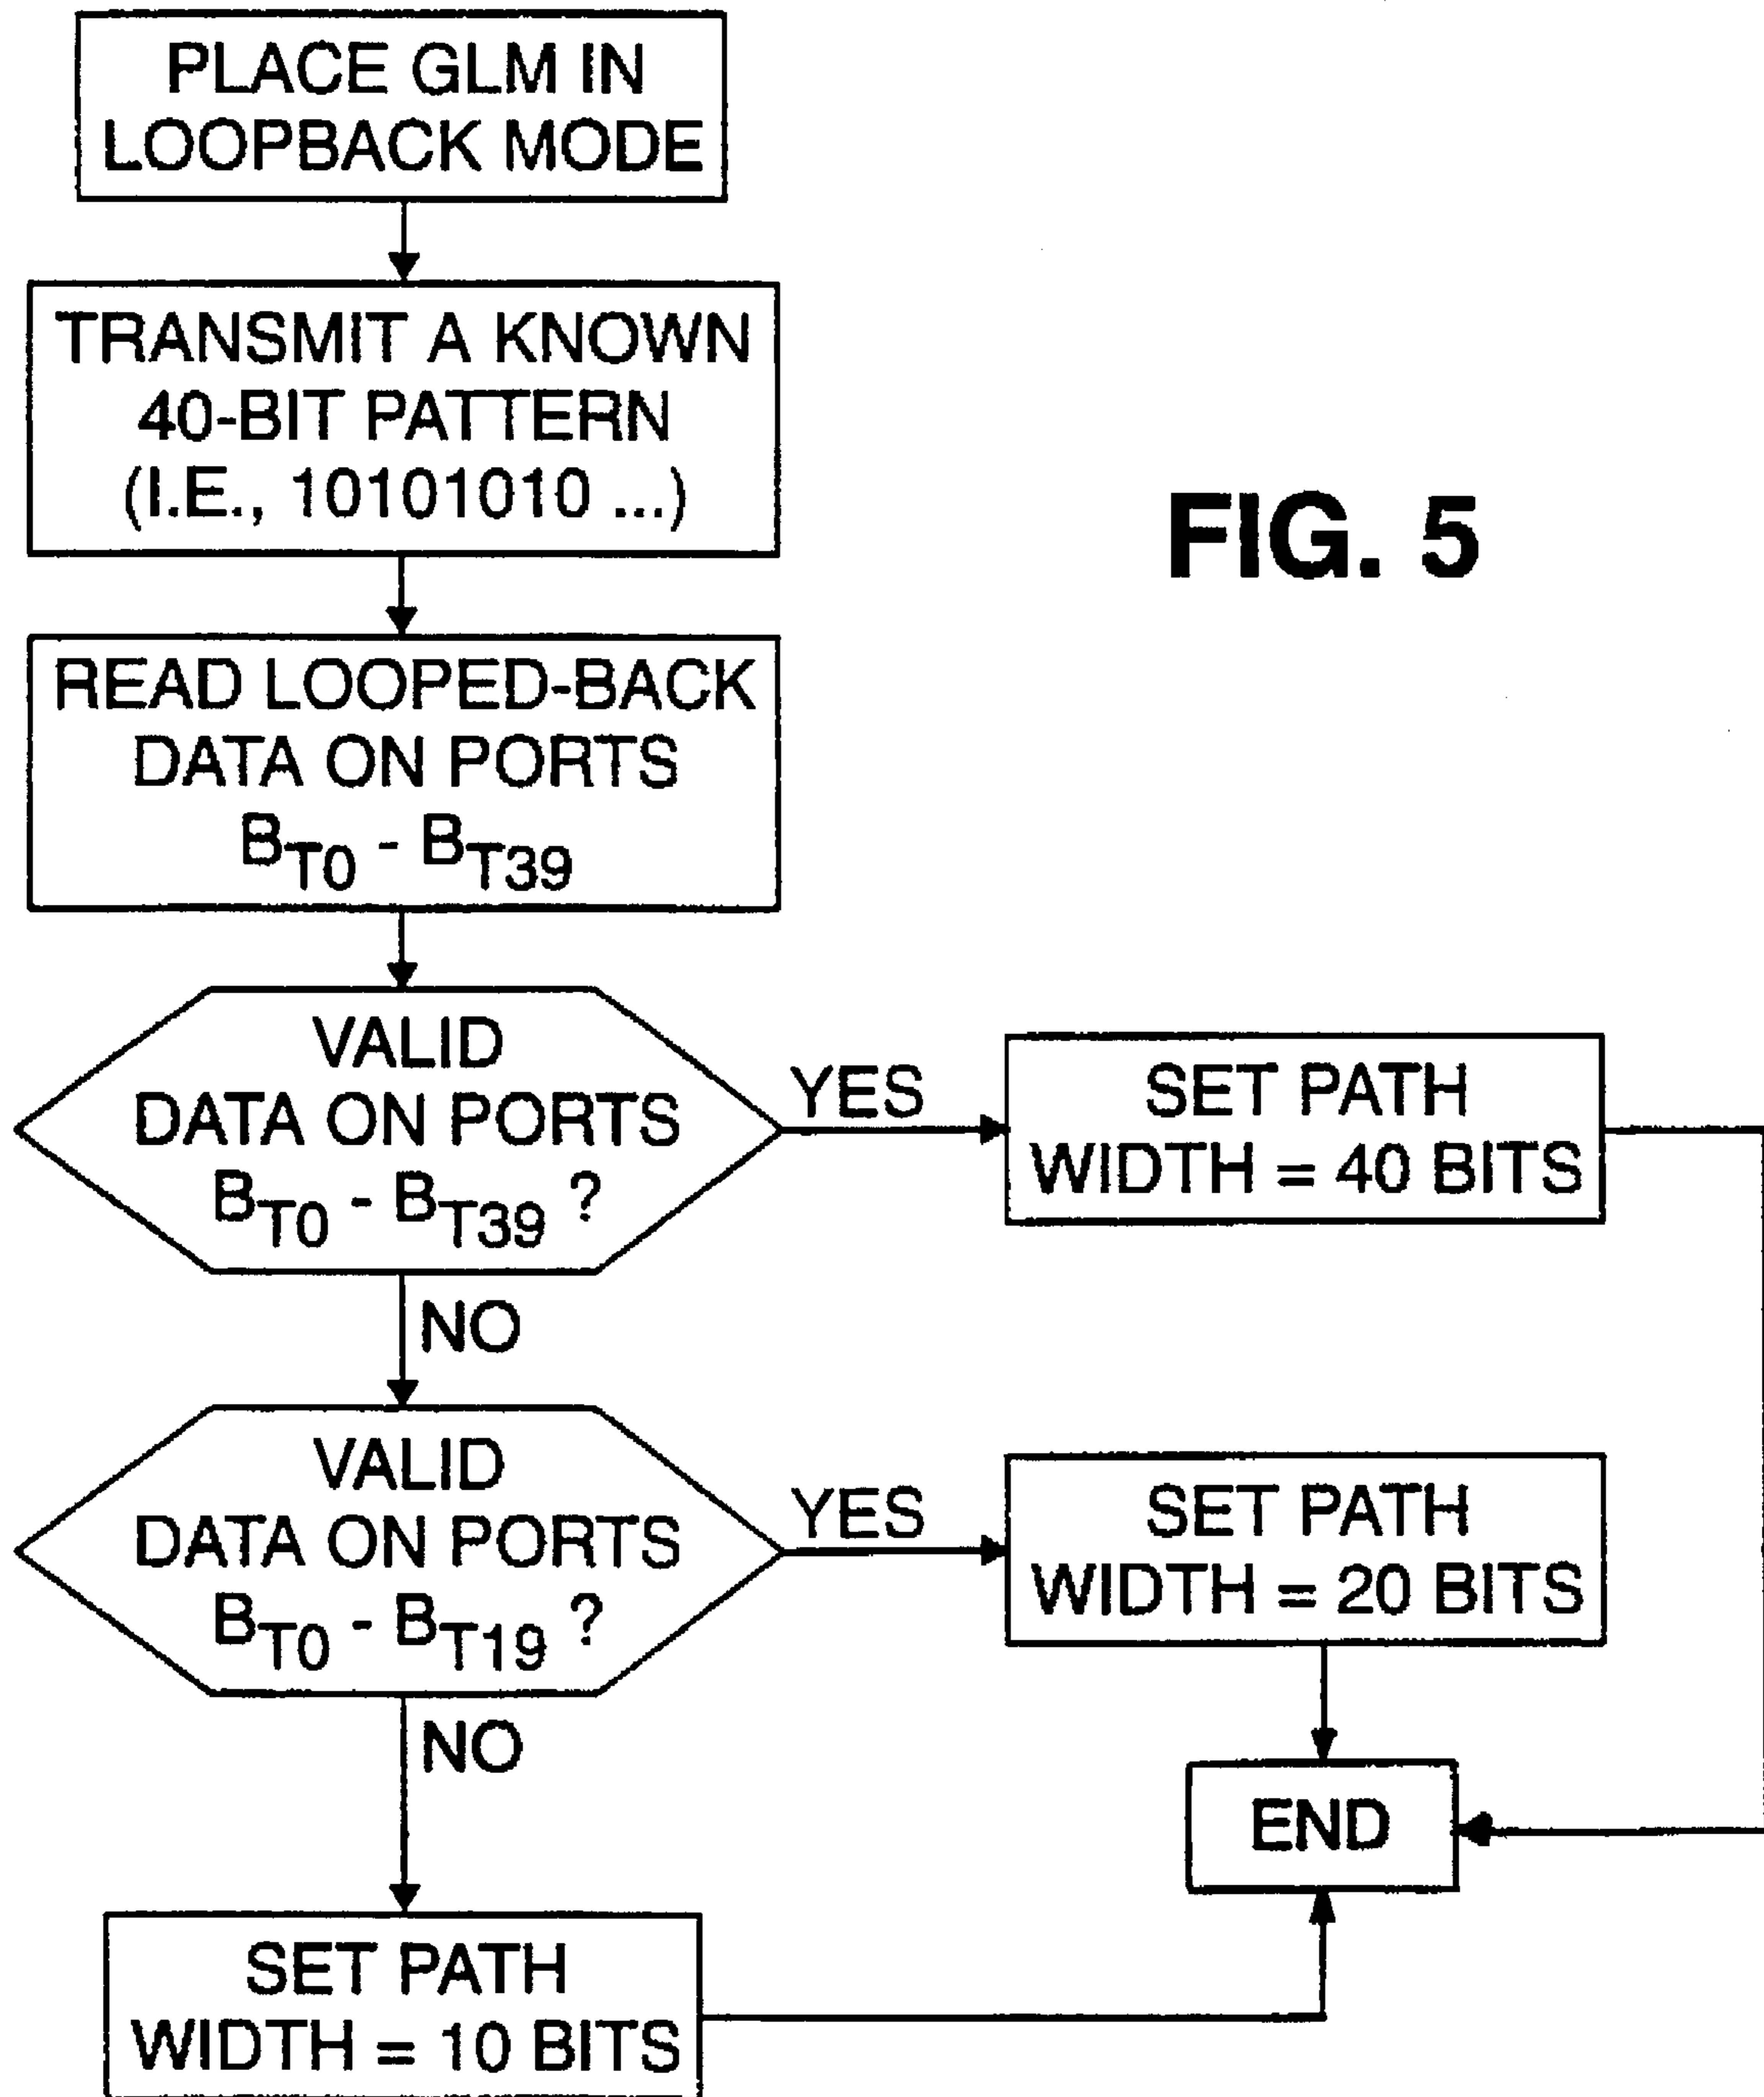 PLACE GLM IN
LOOPBACK MODE
TRANSMIT A KNOWN
40-BIT PATTERN
(I.E., 10101010 ...)
FIG. 5
READ LOOPED-BACK
DATA ON PORTS
BT0 - BT39
VALID
DATA ON PORTS
BT0 - BT39 ?
YES
SET PATH
WIDTH = 40 BITS
NO
VALID
DATA ON PORTS
BT0 - BT19 ?
YES
SET PATH
WIDTH = 20 BITS
NO
END
SET PATH
WIDTH = 10 BITS